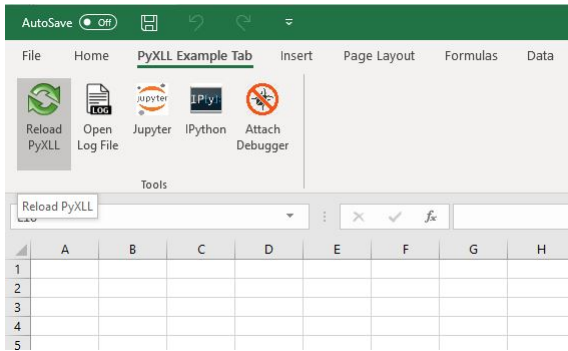 AutoSave Off
File Home PyXLL Example Tab Insert Page Layout Formulas Data
LOG jupyter IP[y]:
Reload PyXLL
Open Log File
Jupyter
IPython
Attach Debugger
Tools
Reload PyXLL
fx
A B C D E F G H
1
2
3
4
5